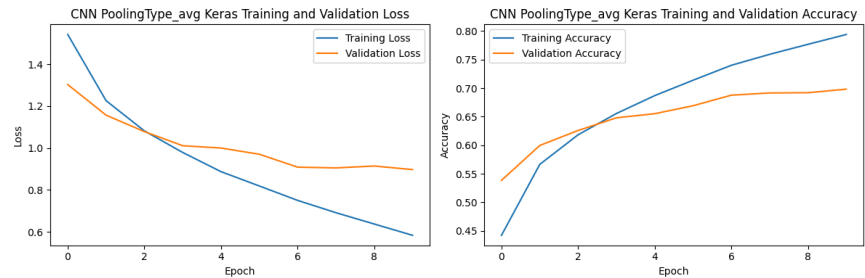 CNN PoolingType_avg Keras Training and Validation Loss
Training Loss
Validation Loss
1.4
1.2
1.0
0.8
0.6
Loss
0 2 4 6 8
Epoch
CNN PoolingType_avg Keras Training and Validation Accuracy
Training Accuracy
Validation Accuracy
0.80
0.75
0.70
0.65
0.60
0.55
0.50
0.45
Accuracy
0 2 4 6 8
Epoch